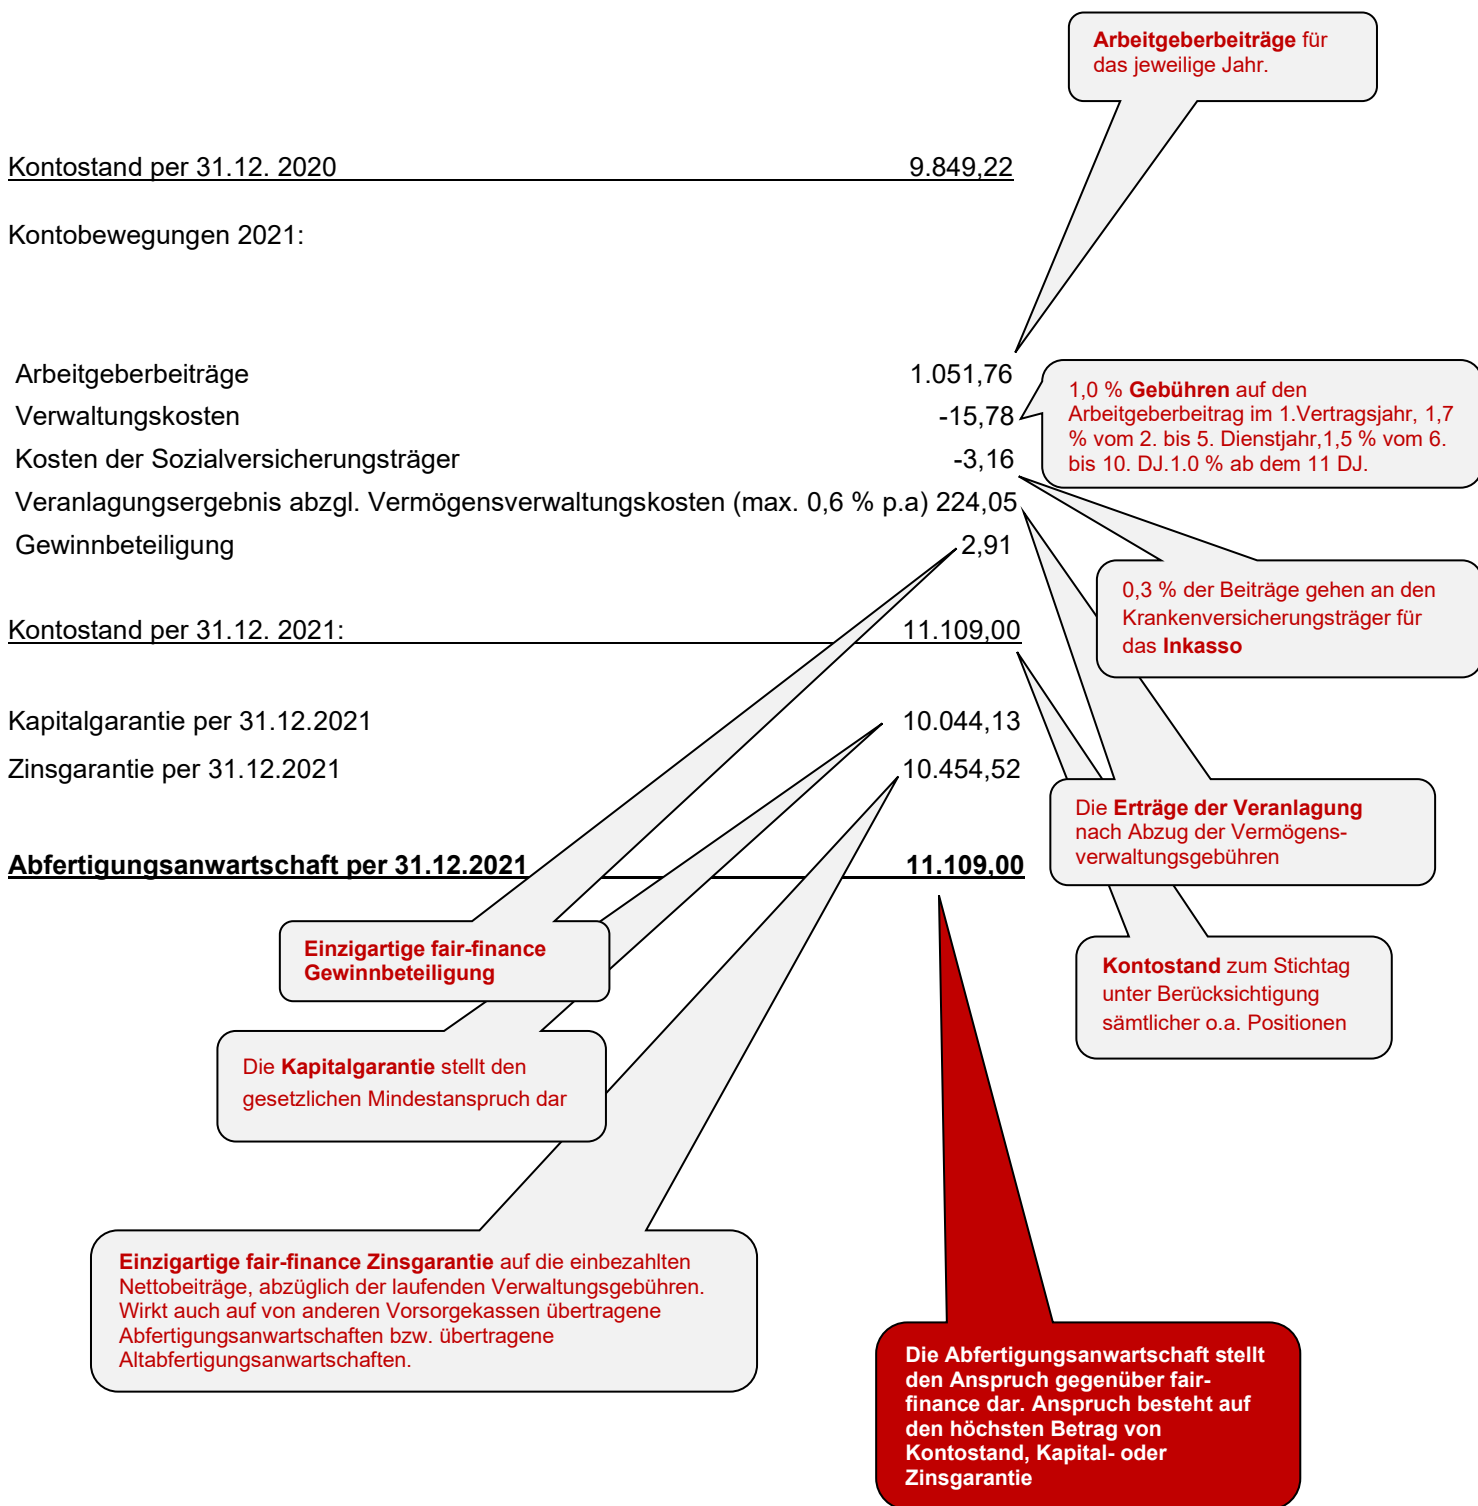 Arbeitgeberbeiträge für
das jeweilige Jahr.
Kontostand per 31.12. 2020 9.849,22
Kontobewegungen 2021:
Arbeitgeberbeiträge 1.051,76
Verwaltungskosten -15,78
Kosten der Sozialversicherungsträger -3,16
Veranlagungsergebnis abzgl. Vermögensverwaltungskosten (max. 0,6 % p.a) 224,05
Gewinnbeteiligung 2,91
1,0 % Gebühren auf den
Arbeitgeberbeitrag im 1.Vertragsjahr, 1,7
% vom 2. bis 5. Dienstjahr,1,5 % vom 6.
bis 10. DJ.1.0 % ab dem 11 DJ.
0,3 % der Beiträge gehen an den
Krankenversicherungsträger für
das Inkasso
Kontostand per 31.12. 2021: 11.109,00
Kapitalgarantie per 31.12.2021 10.044,13
Zinsgarantie per 31.12.2021 10.454,52
Die Erträge der Veranlagung
nach Abzug der Vermögens-
verwaltungsgebühren
Abfertigungsanwartschaft per 31.12.2021 11.109,00
Einzigartige fair-finance
Gewinnbeteiligung
Kontostand zum Stichtag
unter Berücksichtigung
sämtlicher o.a. Positionen
Die Kapitalgarantie stellt den
gesetzlichen Mindestanspruch dar
Einzigartige fair-finance Zinsgarantie auf die einbezahlten
Nettobeiträge, abzüglich der laufenden Verwaltungsgebühren.
Wirkt auch auf von anderen Vorsorgekassen übertragene
Abfertigungsanwartschaften bzw. übertragene
Altabfertigungsanwartschaften.
Die Abfertigungsanwartschaft stellt
den Anspruch gegenüber fair-
finance dar. Anspruch besteht auf
den höchsten Betrag von
Kontostand, Kapital- oder
Zinsgarantie